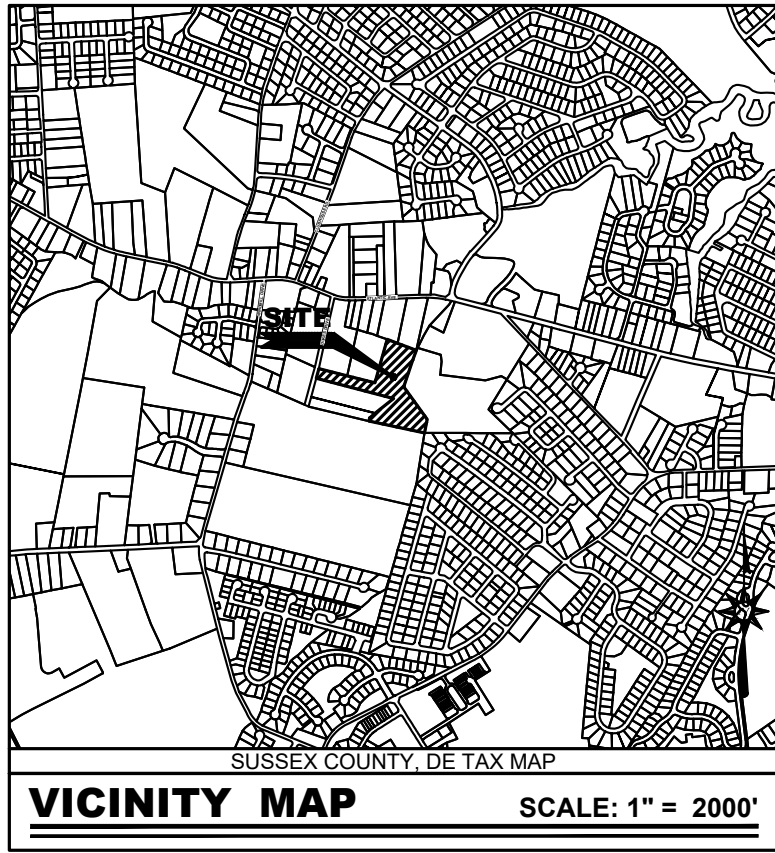 SITE
SUSSEX COUNTY, DE TAX MAP
VICINITY MAP
SCALE: 1" = 2000'